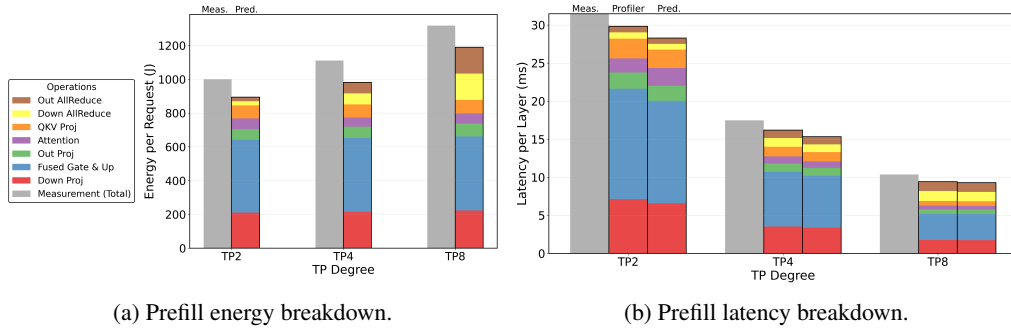 Operations
Out AllReduce
Down AllReduce
QKV Proj
Attention
Out Proj
Fused Gate & Up
Down Proj
Measurement (Total)
Meas. Pred.
Energy per Request (J)
1200
1000
800
600
400
200
0
TP2 TP4 TP8
TP Degree
(a) Prefill energy breakdown.
Meas. Profiler Pred.
Latency per Layer (ms)
30
25
20
15
10
5
0
TP2 TP4 TP8
TP Degree
(b) Prefill latency breakdown.